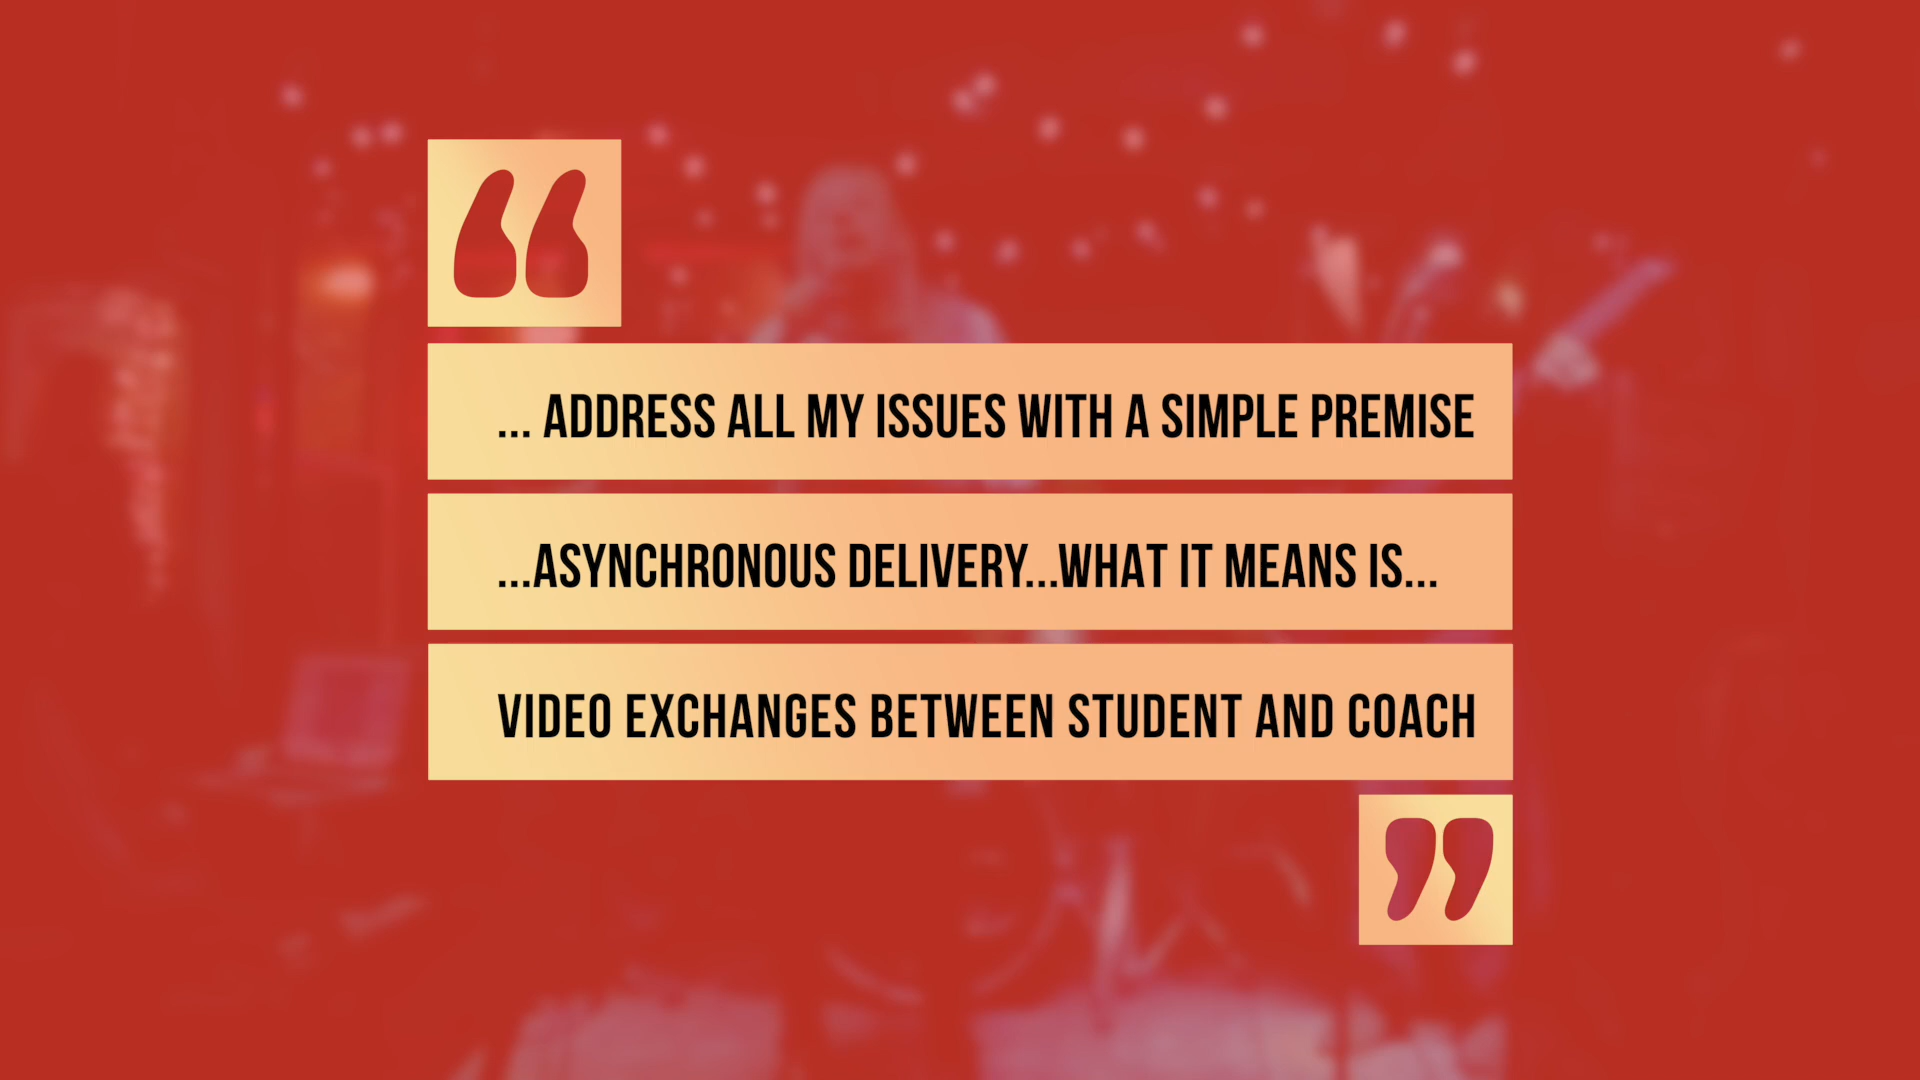 “
... ADDRESS ALL MY ISSUES WITH A SIMPLE PREMISE
...ASYNCHRONOUS DELIVERY...WHAT IT MEANS IS...
VIDEO EXCHANGES BETWEEN STUDENT AND COACH
”